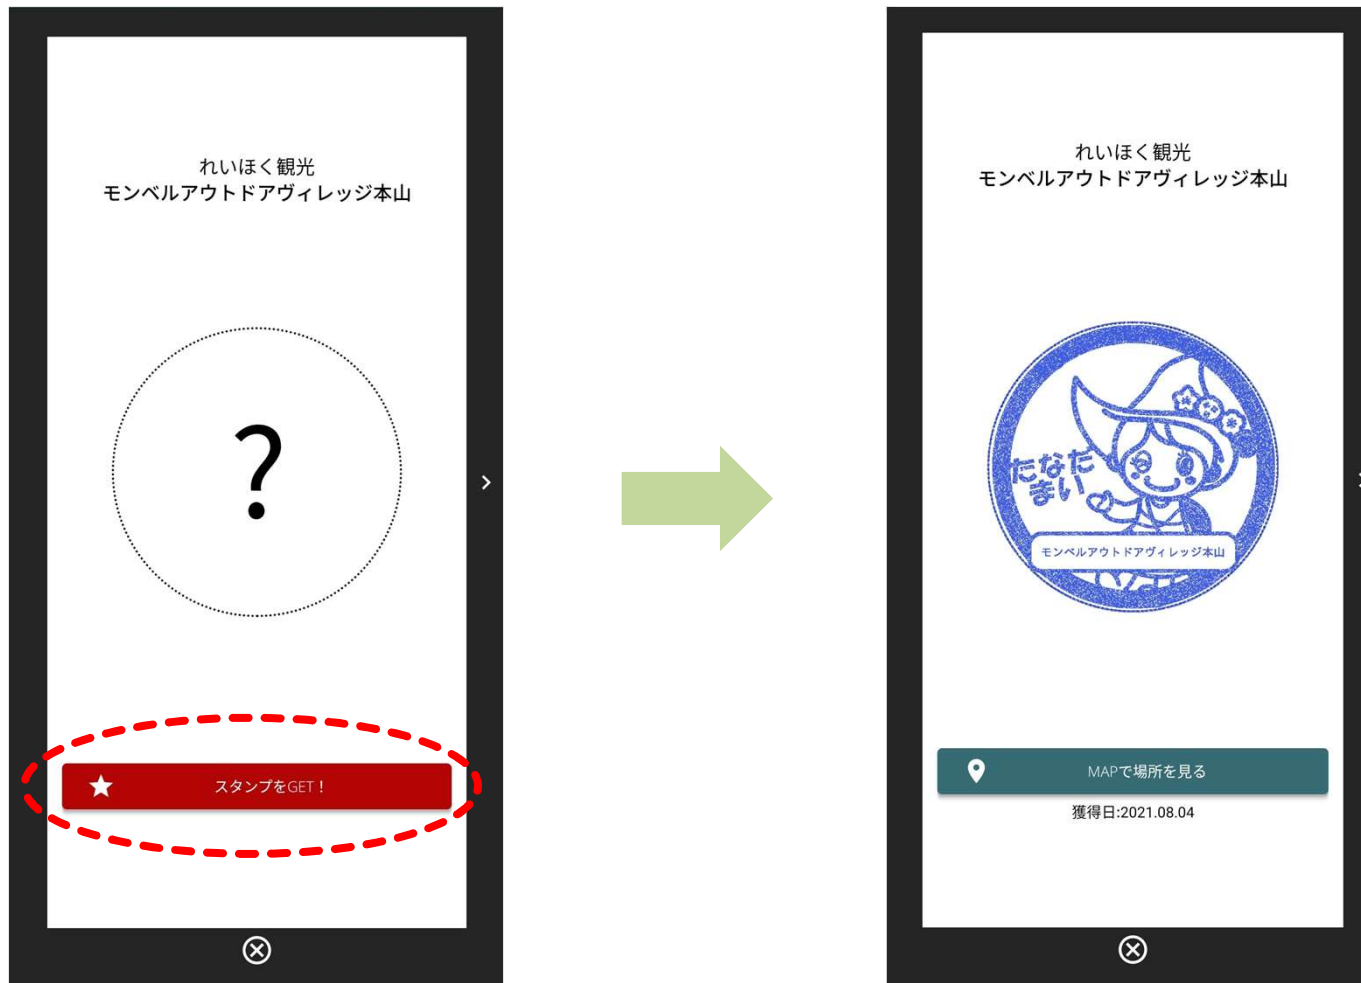 れいほく観光
モンベルアウトドアヴィレッジ本山
?
スタンプをGET！
れいほく観光
モンベルアウトドアヴィレッジ本山
たなだ
まい
モンベルアウトドアヴィレッジ本山
MAPで場所を見る
獲得日:2021.08.04